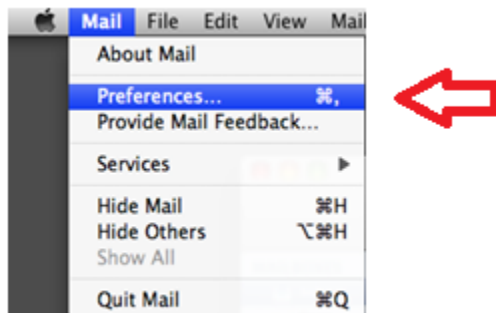 Mail File Edit View Mail
About Mail
Preferences... ⌘,
Provide Mail Feedback...
Services
Hide Mail ⌘H
Hide Others ⌥⌘H
Show All
Quit Mail ⌘Q